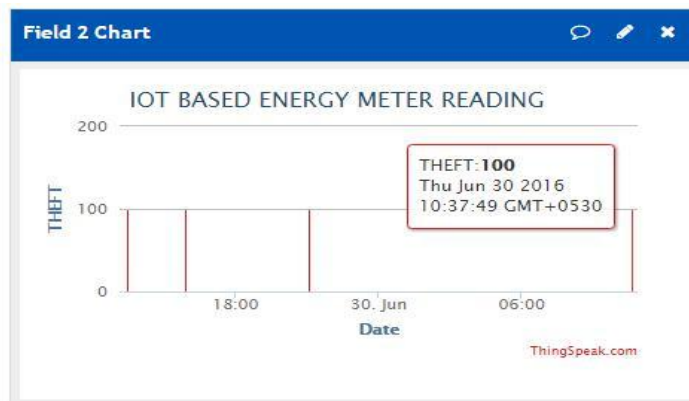 Field 2 Chart
IOT BASED ENERGY METER READING
200
THEFT:100
Thu Jun 30 2016
10:37:49 GMT+0530
THEFT
100
0
18:00 30. Jun 06:00
Date
ThingSpeak.com